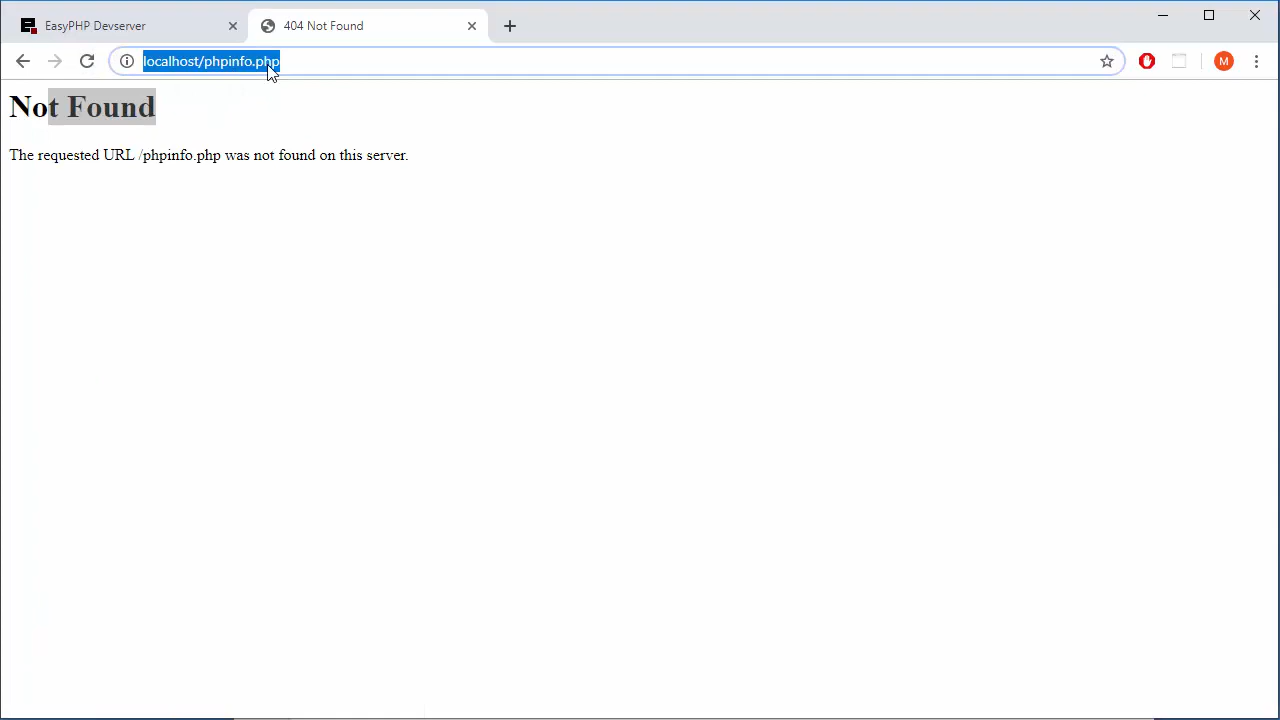 EasyPHP Devserver
404 Not Found
localhost/phpinfo.php
M
Not Found
The requested URL /phpinfo.php was not found on this server.